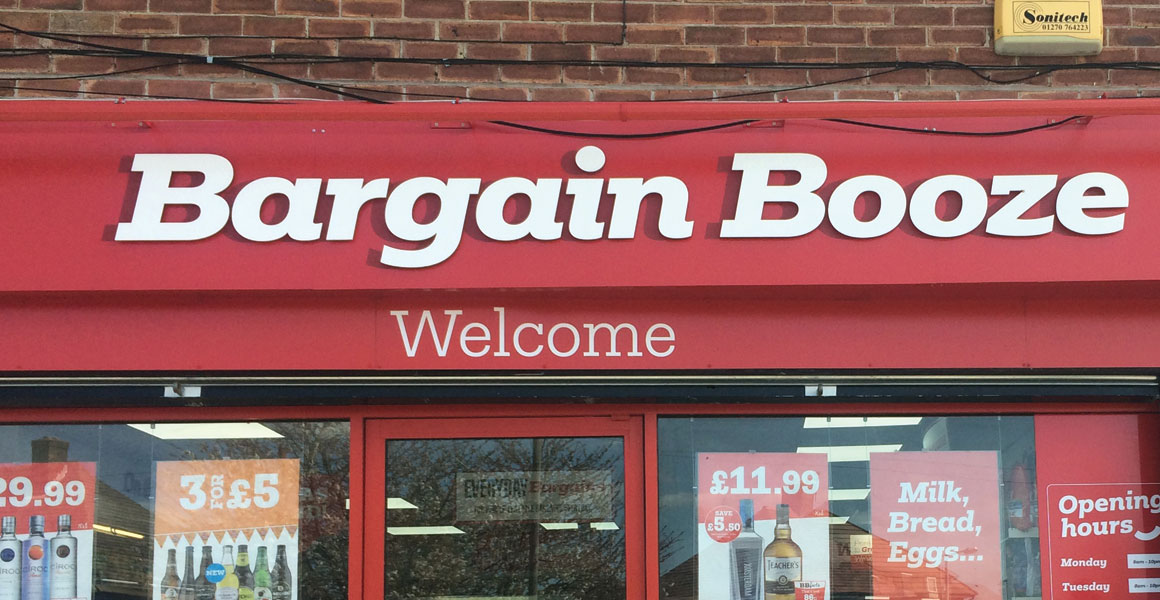 Sonitech
01270 764223
Bargain Booze
Welcome
29.99
3 FOR £5
NEW
EVERYDAY Bargains
£11.99
SAVE
£5.50
TEACHER'S
Milk,
Bread,
Eggs...
Opening
hours
Monday
Tuesday